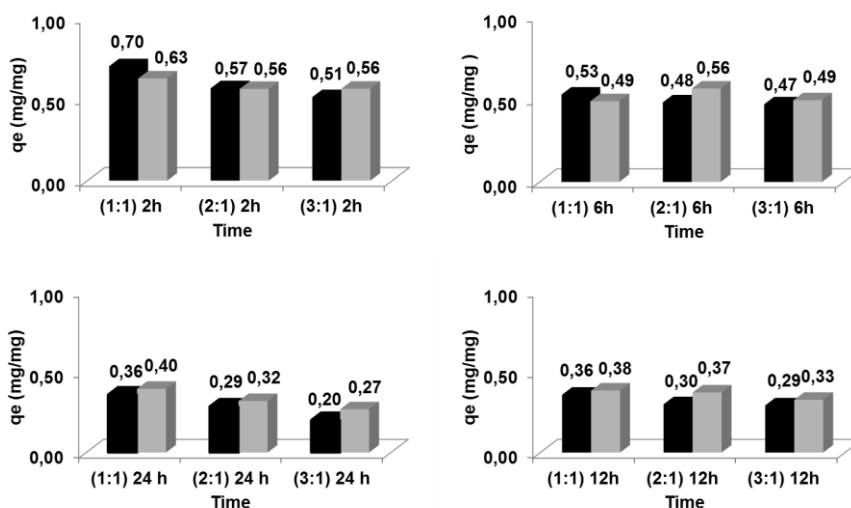 1,00
0,50
0,00
qe (mg/mg)
0,70 0,63 0,57 0,56 0,51 0,56
(1:1) 2h (2:1) 2h (3:1) 2h
Time
1,00
0,50
0,00
qe (mg/mg )
0,53 0,49 0,48 0,56 0,47 0,49
(1:1) 6h (2:1) 6h (3:1) 6h
Time
1,00
0,50
0,00
qe (mg/mg)
0,36 0,40 0,29 0,32 0,20 0,27
(1:1) 24 h (2:1) 24 h (3:1) 24 h
Time
1,00
0,50
0,00
qe (mg/mg)
0,36 0,38 0,30 0,37 0,29 0,33
(1:1) 12h (2:1) 12h (3:1) 12h
Time